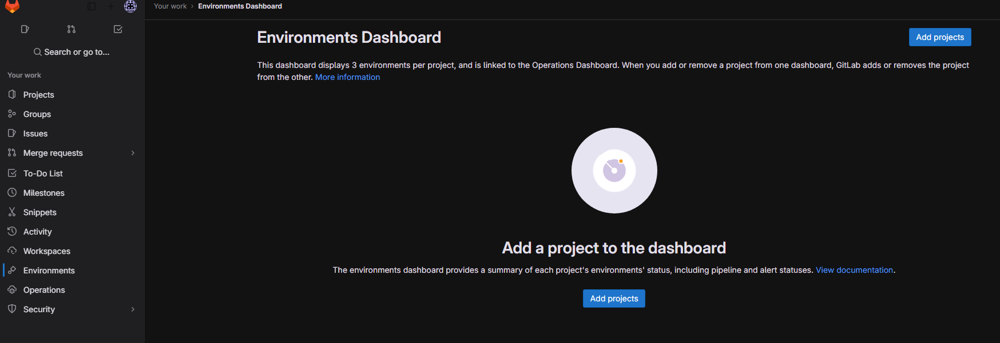 Your work › Environments Dashboard
Search or go to...
Your work
Projects
Groups
Issues
Merge requests
To-Do List
Milestones
Snippets
Activity
Workspaces
Environments
Operations
Security
Environments Dashboard
Add projects
This dashboard displays 3 environments per project, and is linked to the Operations Dashboard. When you add or remove a project from one dashboard, GitLab adds or removes the project
from the other. More information
Add a project to the dashboard
The environments dashboard provides a summary of each project's environments' status, including pipeline and alert statuses. View documentation.
Add projects